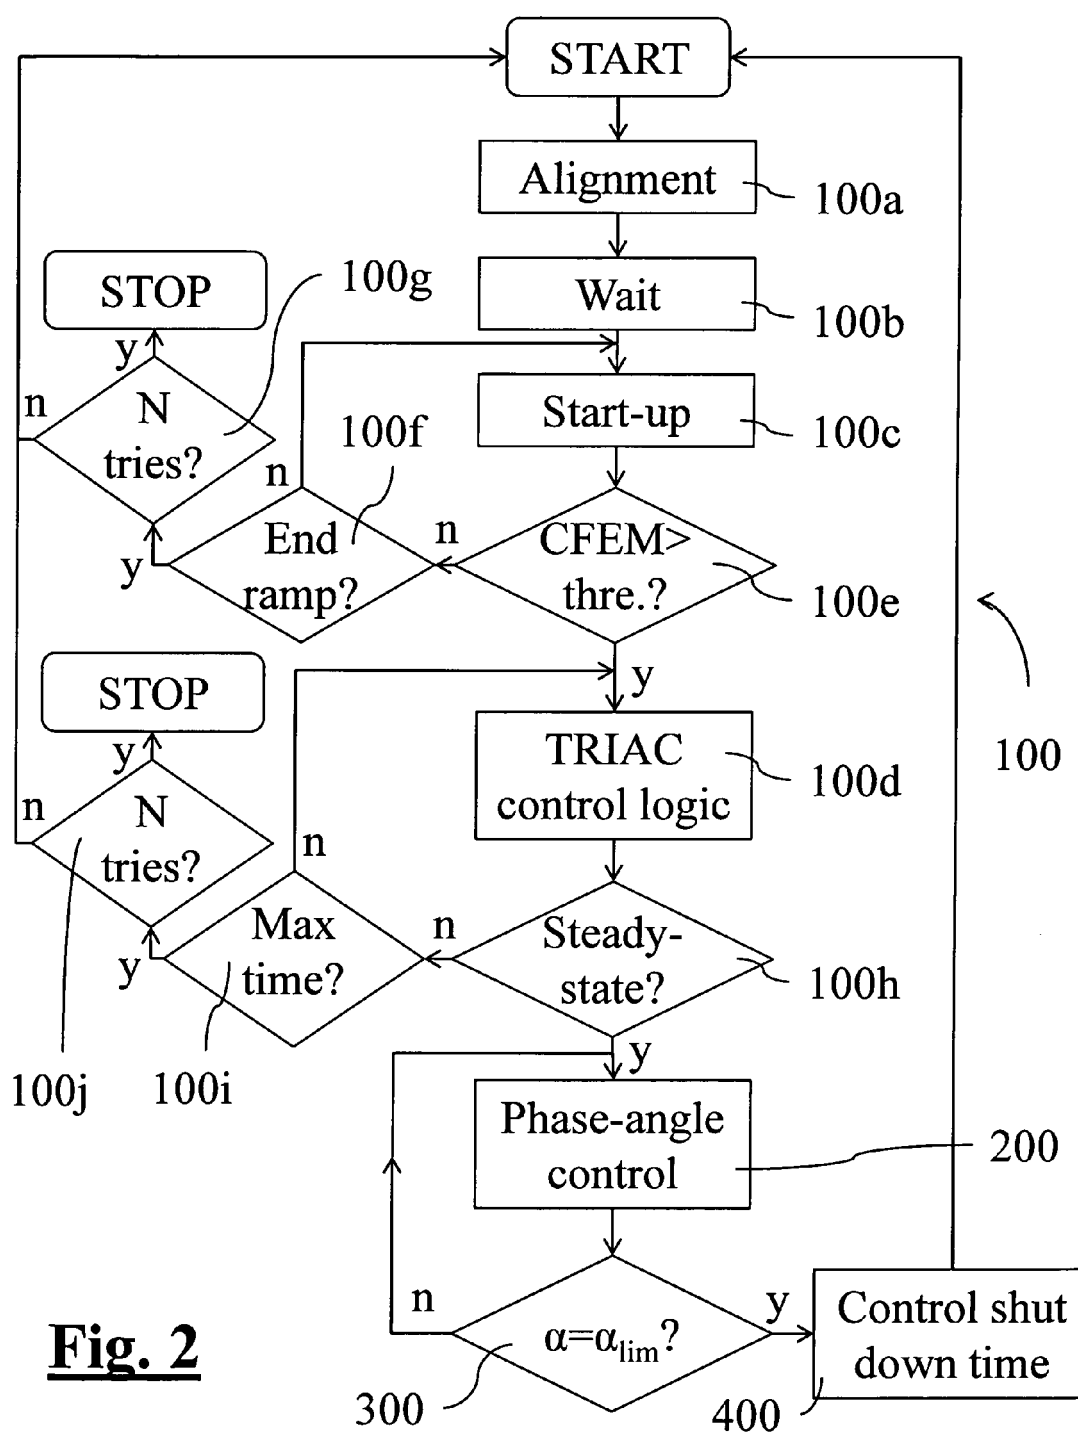 START
Alignment
100a
STOP
100g
Wait
100b
y
n
N
tries?
100f
Start-up
100c
n
n
y
End
ramp?
CFEM>
thre.?
100e
STOP
y
100
y
TRIAC
control logic
100d
n
N
tries?
n
y
Max
time?
n
Steady-
state?
100h
100j
100i
y
Phase-angle
control
200
n
y
α=αlim?
Control shut
down time
300
400
Fig. 2